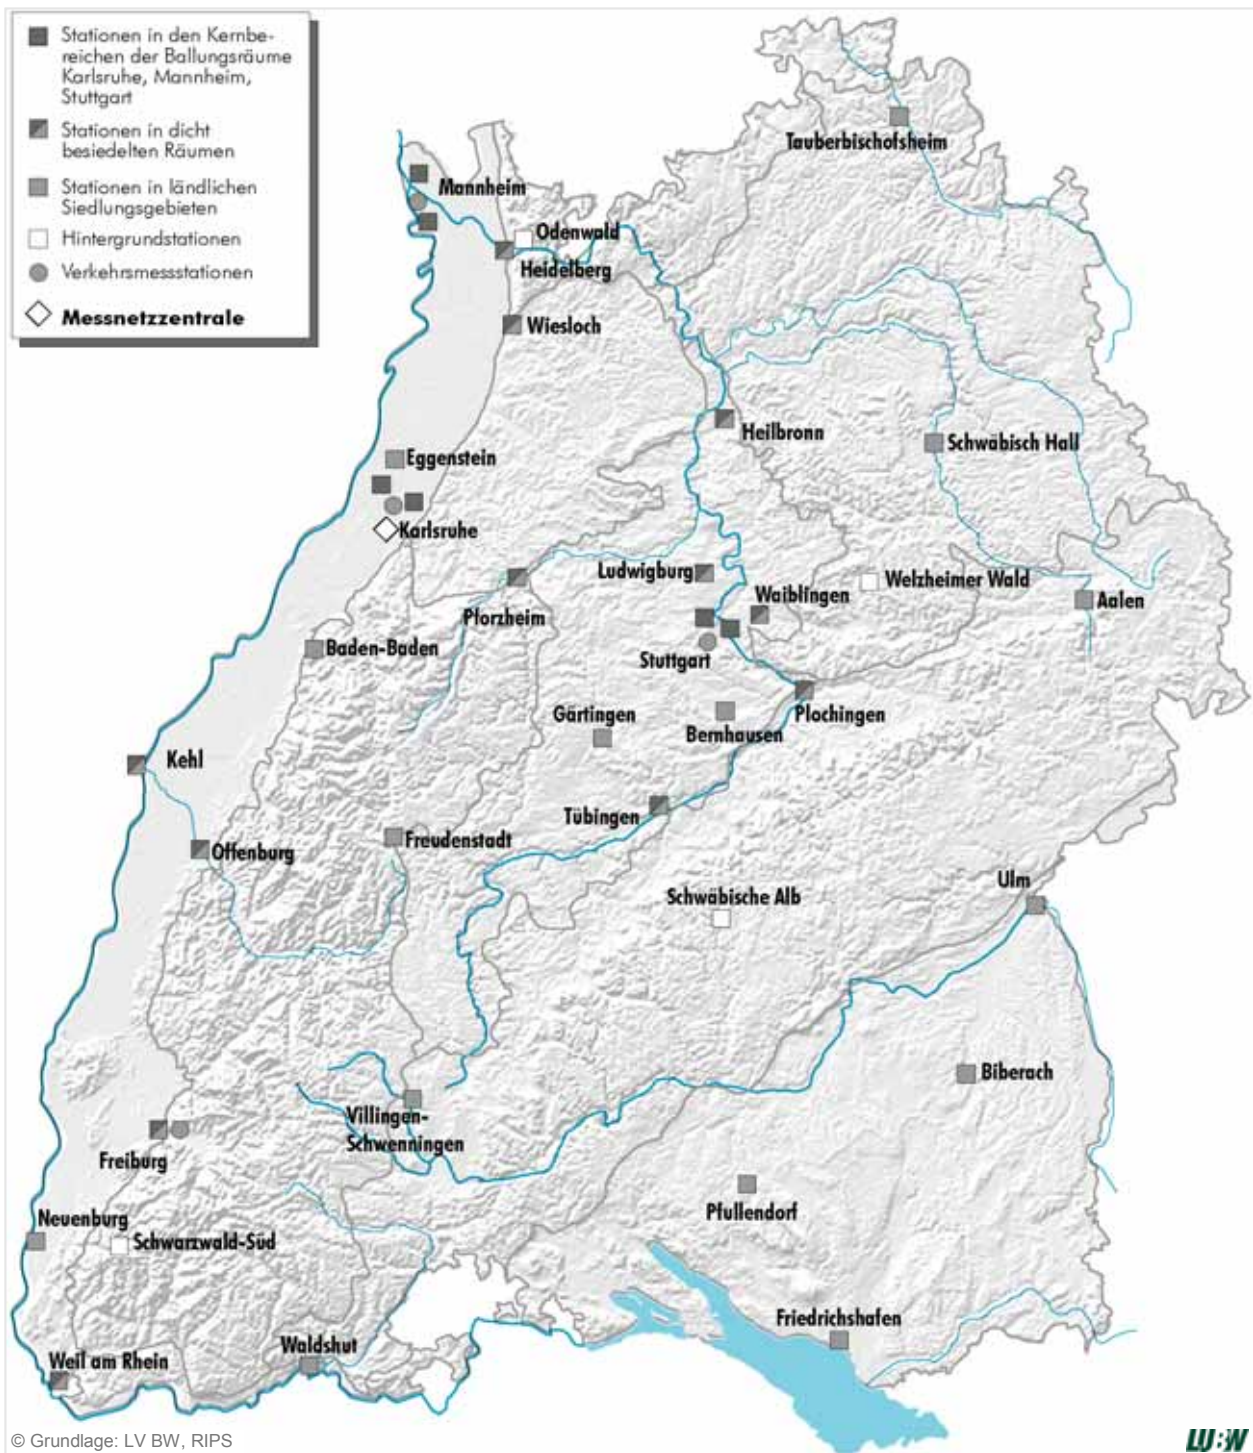 Stationen in den Kernbe-
reichen der Ballungsräume
Karlsruhe, Mannheim,
Stuttgart
Stationen in dicht
besiedelten Räumen
Stationen in ländlichen
Siedlungsgebieten
Hintergrundstationen
Verkehrsmessstationen
Messnetzzentrale
Tauberbischofsheim
Mannheim
Odenwald
Heidelberg
Wiesloch
Heilbronn
Schwäbisch Hall
Eggenstein
Karlsruhe
Ludwigburg
Welzheimer Wald
Waiblingen
Aalen
Pforzheim
Baden-Baden
Stuttgart
Gärtingen
Plochingen
Bernhausen
Kehl
Tübingen
Freudenstadt
Offenburg
Ulm
Schwäbische Alb
Biberach
Villingen-
Schwenningen
Freiburg
Pfullendorf
Neuenburg
Schwarzwald-Süd
Friedrichshafen
Waldshut
Weil am Rhein
© Grundlage: LV BW, RIPS
LUBW